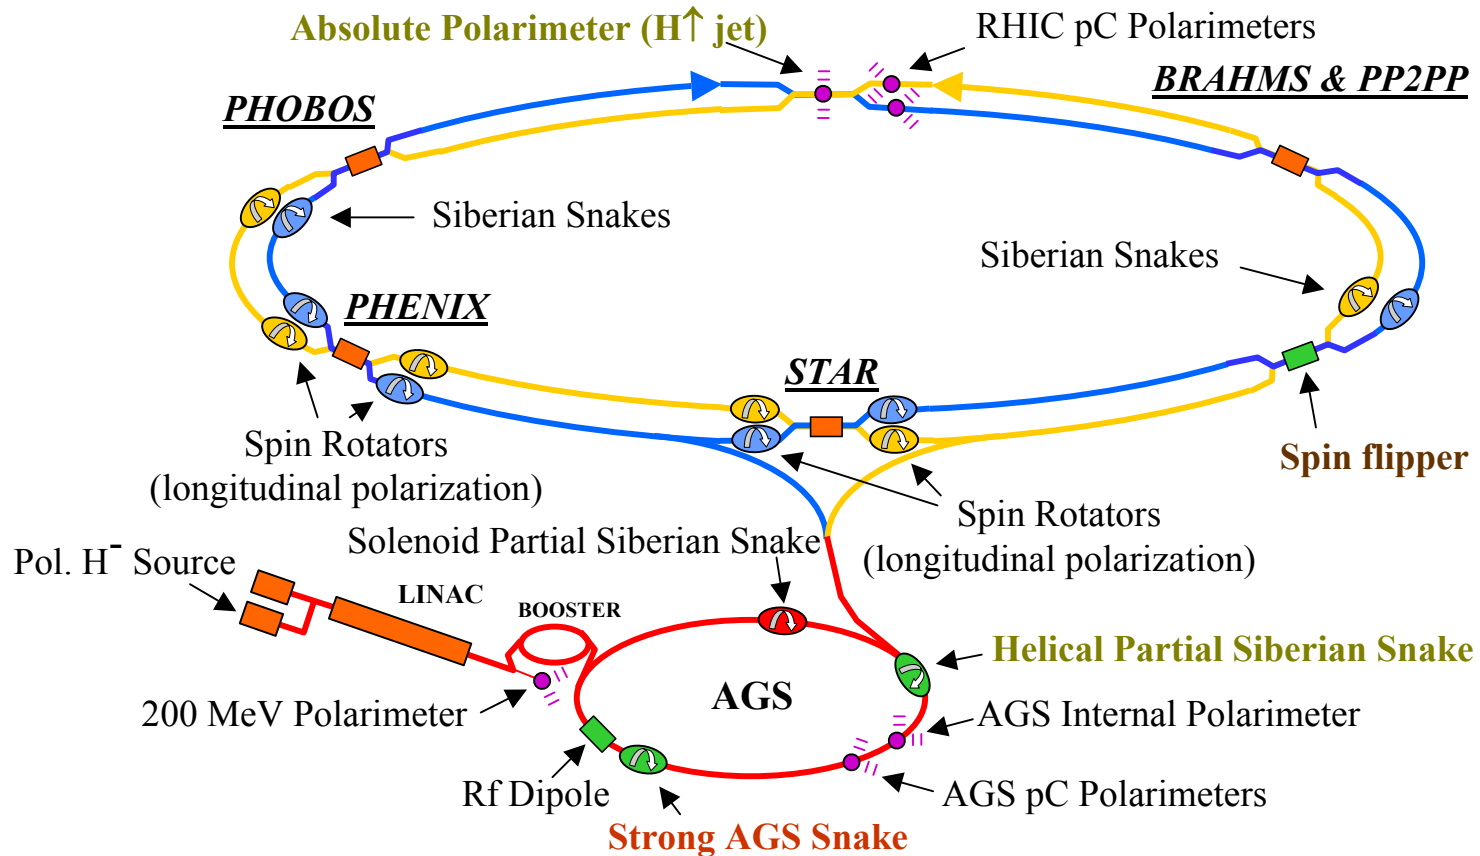 Absolute Polarimeter (H↑ jet)
RHIC pC Polarimeters
BRAHMS & PP2PP
PHOBOS
Siberian Snakes
Siberian Snakes
PHENIX
STAR
Spin Rotators
(longitudinal polarization)
Spin flipper
Spin Rotators
(longitudinal polarization)
Solenoid Partial Siberian Snake
Pol. H⁻ Source
LINAC
BOOSTER
Helical Partial Siberian Snake
AGS
200 MeV Polarimeter
AGS Internal Polarimeter
Rf Dipole
AGS pC Polarimeters
Strong AGS Snake